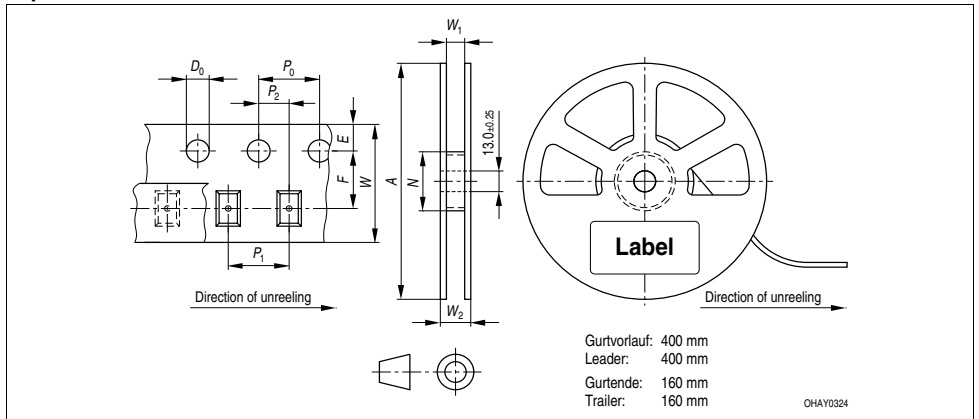 W1
D0
P0
P2
E
F
W
A
N
13.0±0.25
P1
Label
Direction of unreeling
Direction of unreeling
W2
Gurtvorlauf: 400 mm
Leader: 400 mm
Gurtende: 160 mm
Trailer: 160 mm
OHAY0324